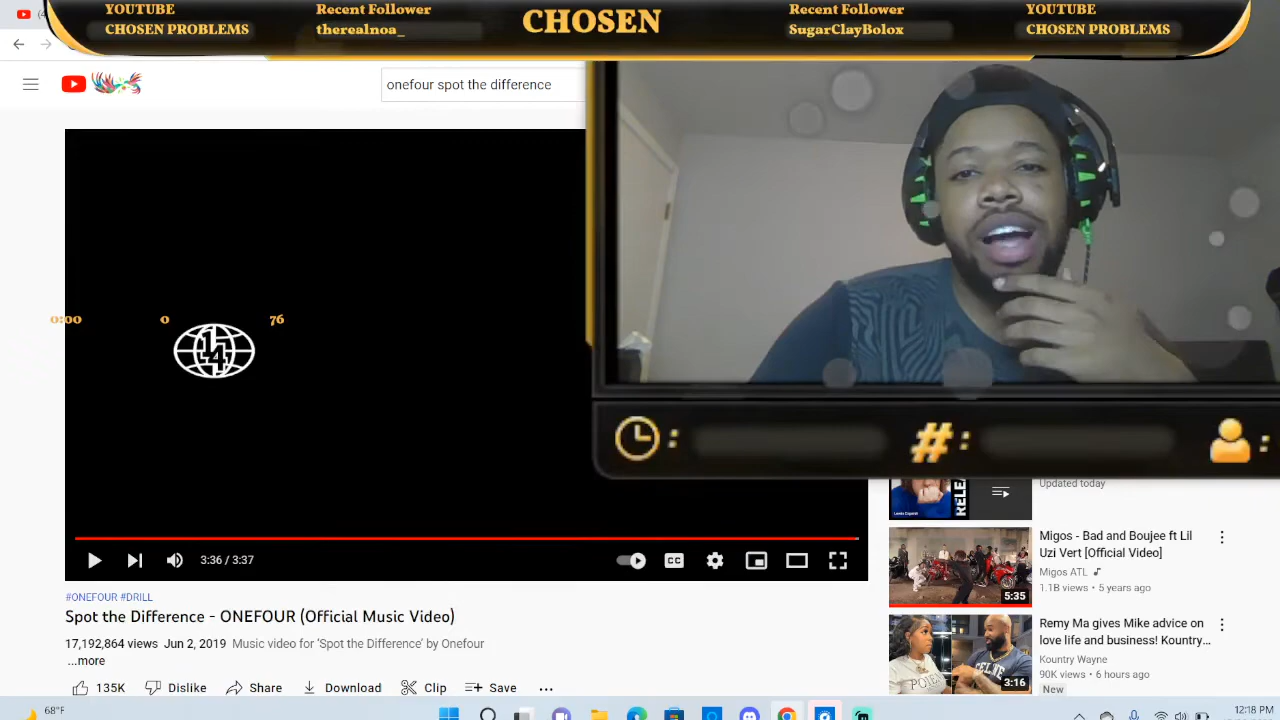 YOUTUBE
CHOSEN PROBLEMS
Recent Follower
therealnoa_
CHOSEN
Recent Follower
SugarClayBolox
YOUTUBE
CHOSEN PROBLEMS
onefour spot the difference
0:00
0
76
14
: 
#:
:
3:36 / 3:37
CC
#ONEFOUR #DRILL
Spot the Difference - ONEFOUR (Official Music Video)
17,192,864 views Jun 2, 2019 Music video for 'Spot the Difference' by Onefour
...more
135K
Dislike
Share
Download
Clip
Save
Updated today
Migos - Bad and Boujee ft Lil
Uzi Vert [Official Video]
Migos ATL
1.1B views • 5 years ago
5:35
Remy Ma gives Mike advice on
love life and business! Kountry...
Kountry Wayne
90K views • 6 hours ago
New
3:16
68°F
12:18 PM